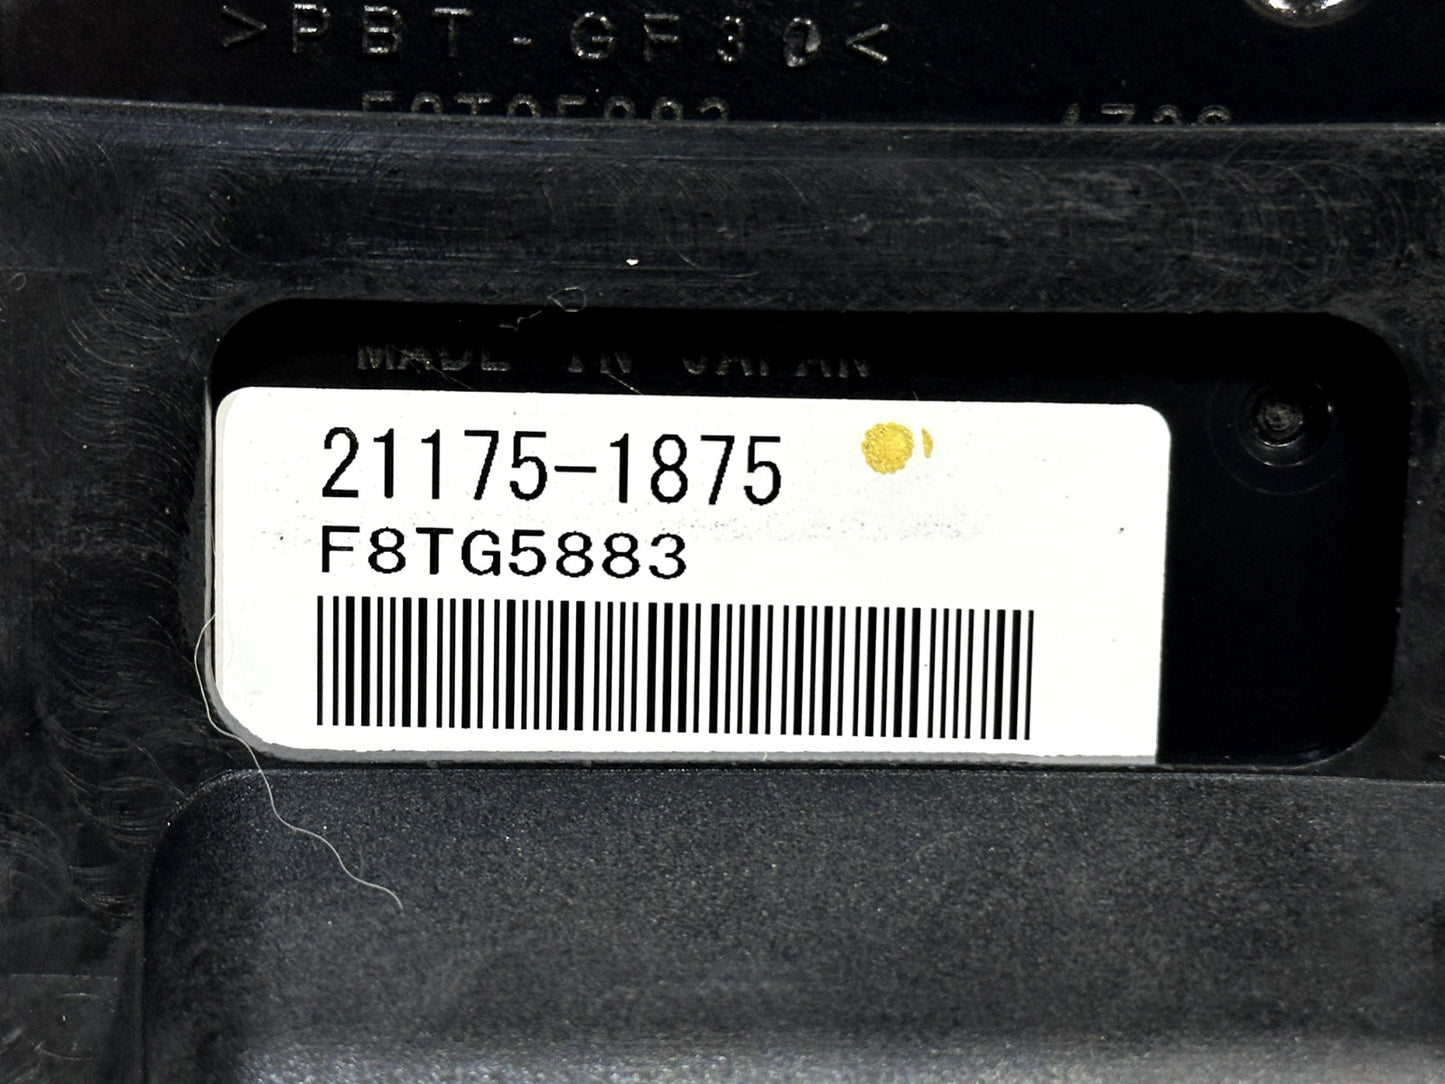 >PBT-GF30<
MADE IN JAPAN
21175-1875
F8TG5883